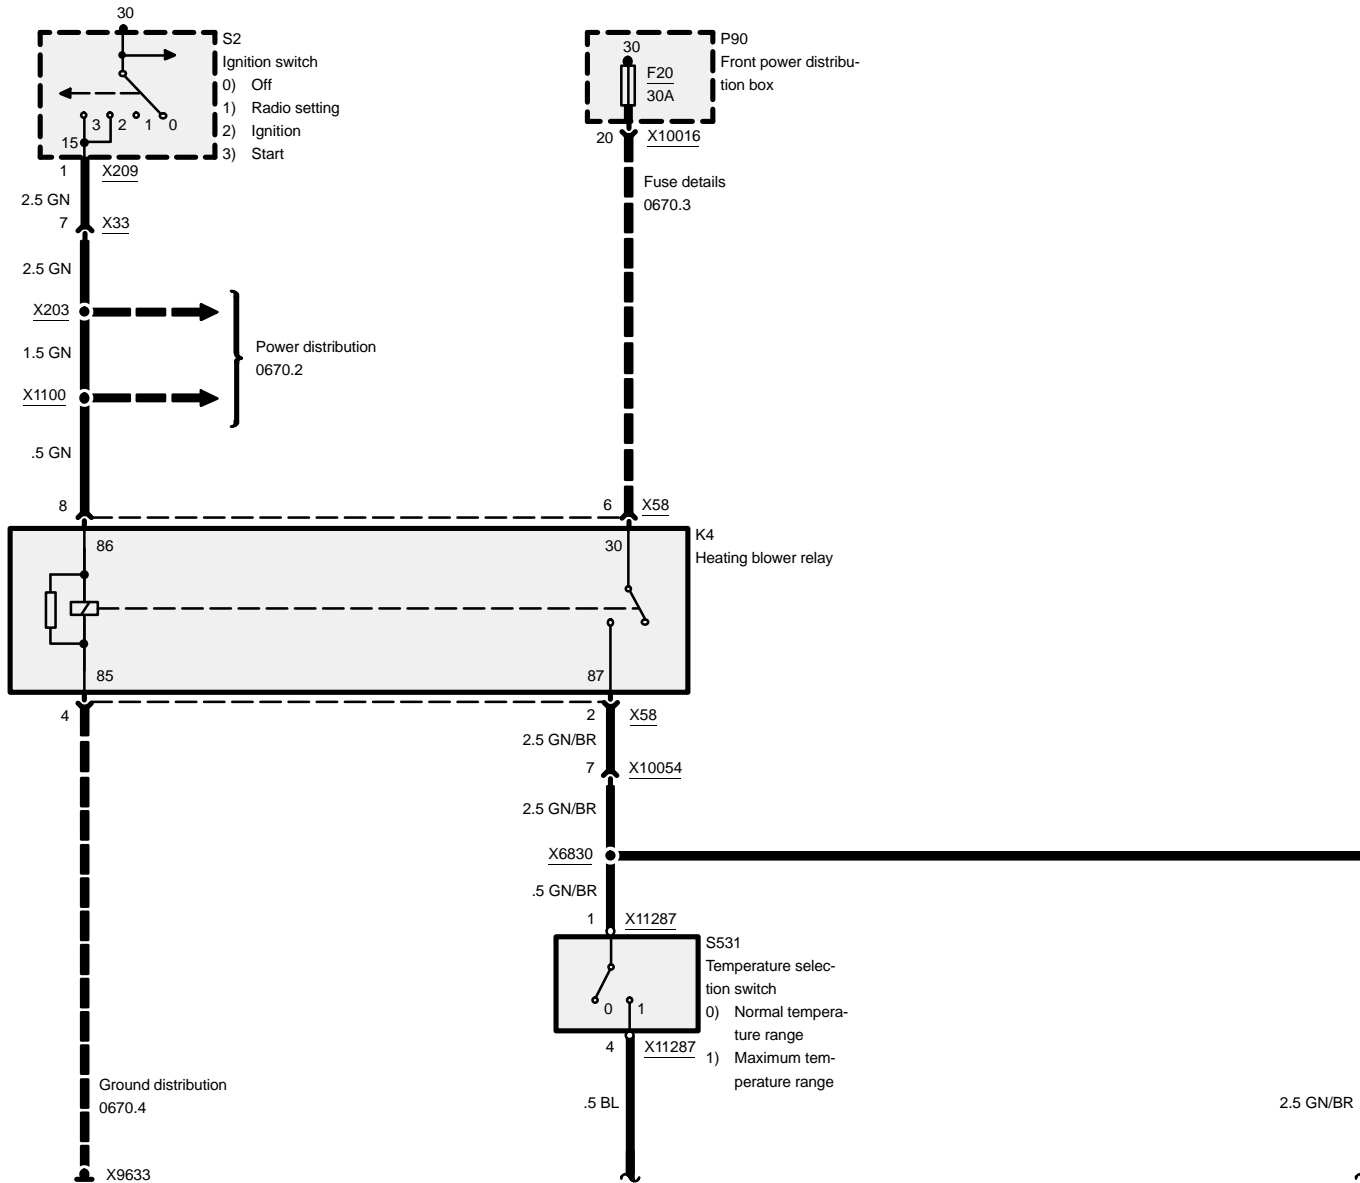 30
S2
Ignition switch
0) Off
1) Radio setting
2) Ignition
3) Start
3 2 1 0
15
1 X209
2.5 GN
7 X33
2.5 GN
X203
1.5 GN
X1100
.5 GN
Power distribution
0670.2
P90
Front power distribu-
tion box
30
F20
30A
20 X10016
Fuse details
0670.3
8
6 X58
K4
Heating blower relay
86
30
85
87
4
2 X58
2.5 GN/BR
7 X10054
2.5 GN/BR
X6830
.5 GN/BR
1 X11287
S531
Temperature selec-
tion switch
0) Normal tempera-
ture range
1) Maximum tem-
perature range
0 1
4 X11287
.5 BL
2.5 GN/BR
Ground distribution
0670.4
X9633